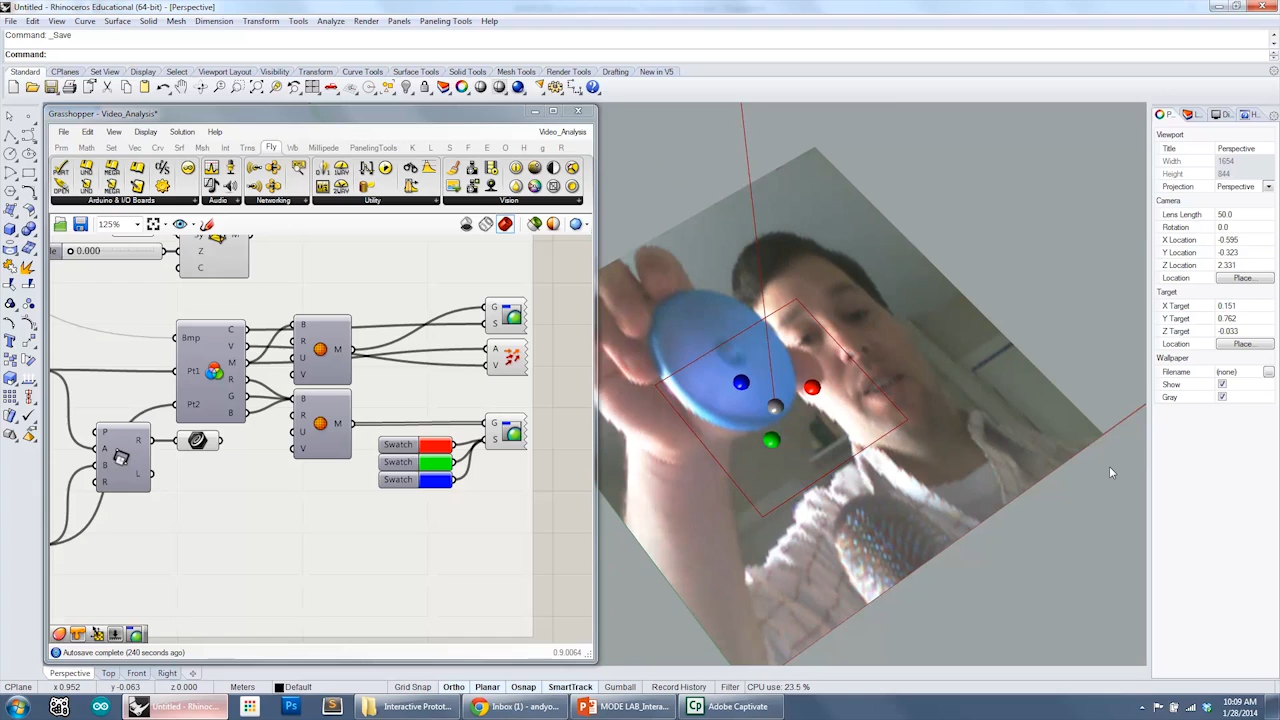 Untitled - Rhinoceros Educational (64-bit) - [Perspective]
File Edit View Curve Surface Solid Mesh Dimension Transform Tools Analyze Render Panels Paneling Tools Help
Command: _Save
Command:
Standard CPlanes Set View Display Select Viewport Layout Visibility Transform Curve Tools Surface Tools Solid Tools Mesh Tools Render Tools Drafting New in V5
Grasshopper - Video_Analysis*
File Edit View Display Solution Help Video_Analysis
Prm Math Set Vec Crv Srf Msh Int Trns Fly Wb Millipede PanelingTools K L S F M B E O H g R
Arduino & I/O Boards Audio Networking Utility Vision
125%
0.000
Z
C
Bmp
Pt1
Pt2
C
V
M
R
G
B
B
R
U
V
M
B
R
U
V
M
G
S
A
V
G
S
P
A
B
R
R
L
Swatch
Swatch
Swatch
Autosave complete (240 seconds ago) 0.9.0064
Viewport
Title Perspective
Width 1654
Height 844
Projection Perspective
Camera
Lens Length 50.0
Rotation 0.0
X Location -0.595
Y Location -0.323
Z Location 2.331
Location Place...
Target
X Target 0.151
Y Target 0.762
Z Target -0.033
Location Place...
Wallpaper
Filename (none)
Show
Gray
Perspective Top Front Right
CPlane x 0.952 y -0.063 z 0.000 Meters Default Grid Snap Ortho Planar Osnap SmartTrack Gumball Record History Filter CPU use: 23.5 %
Untitled - Rhinoc... Interactive Protot... Inbox (1) - andyo... MODE LAB_Intera... Adobe Captivate
10:09 AM
1/28/2014